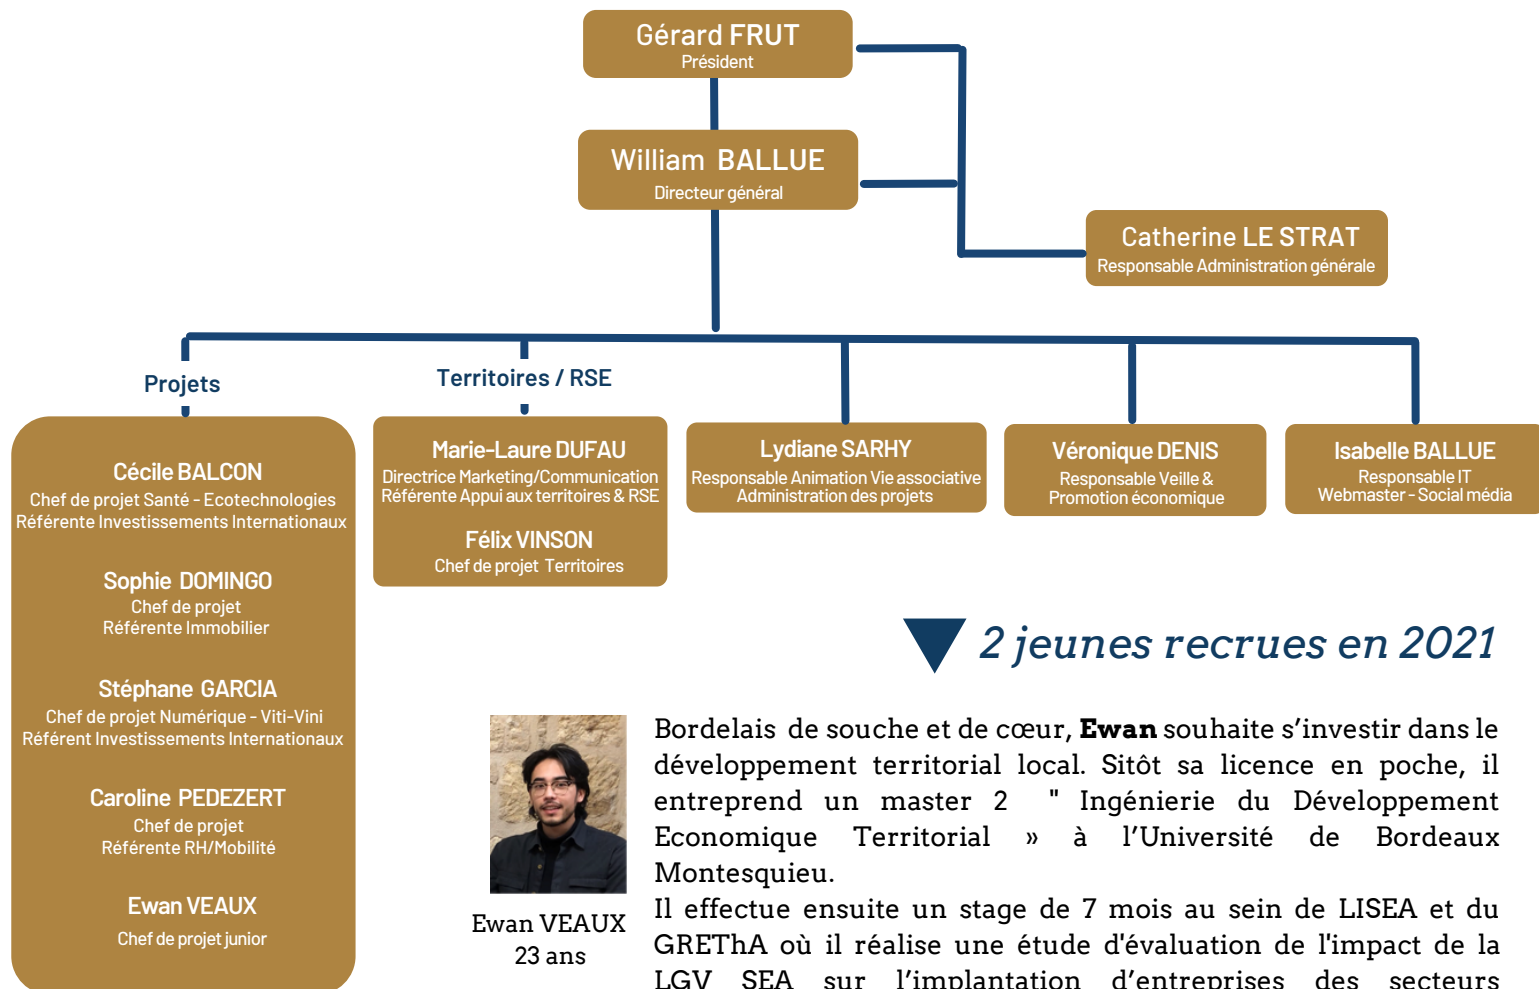 Gérard FRUT
Président
William BALLUE
Directeur général
Catherine LE STRAT
Responsable Administration générale
Projets
Territoires / RSE
Cécile BALCON
Chef de projet Santé - Ecotechnologies
Référente Investissements Internationaux
Sophie DOMINGO
Chef de projet
Référente Immobilier
Stéphane GARCIA
Chef de projet Numérique - Viti-Vini
Référent Investissements Internationaux
Caroline PEDEZERT
Chef de projet
Référente RH/Mobilité
Ewan VEAUX
Chef de projet junior
Marie-Laure DUFAU
Directrice Marketing/Communication
Référente Appui aux territoires & RSE
Félix VINSON
Chef de projet Territoires
Lydiane SARHY
Responsable Animation Vie associative
Administration des projets
Véronique DENIS
Responsable Veille &
Promotion économique
Isabelle BALLUE
Responsable IT
Webmaster - Social média
2 jeunes recrues en 2021
Ewan VEAUX
23 ans
Bordelais de souche et de cœur, Ewan souhaite s’investir dans le
développement territorial local. Sitôt sa licence en poche, il
entreprend un master 2 " Ingénierie du Développement
Economique Territorial » à l’Université de Bordeaux
Montesquieu.
Il effectue ensuite un stage de 7 mois au sein de LISEA et du
GREThA où il réalise une étude d'évaluation de l'impact de la
LGV SEA sur l’implantation d’entreprises des secteurs